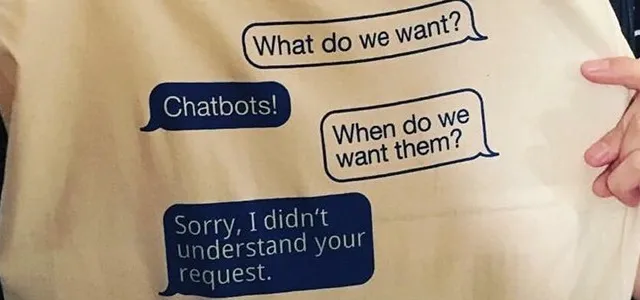 What do we want?
Chatbots!
When do we
want them?
Sorry, I didn't
understand your
request.